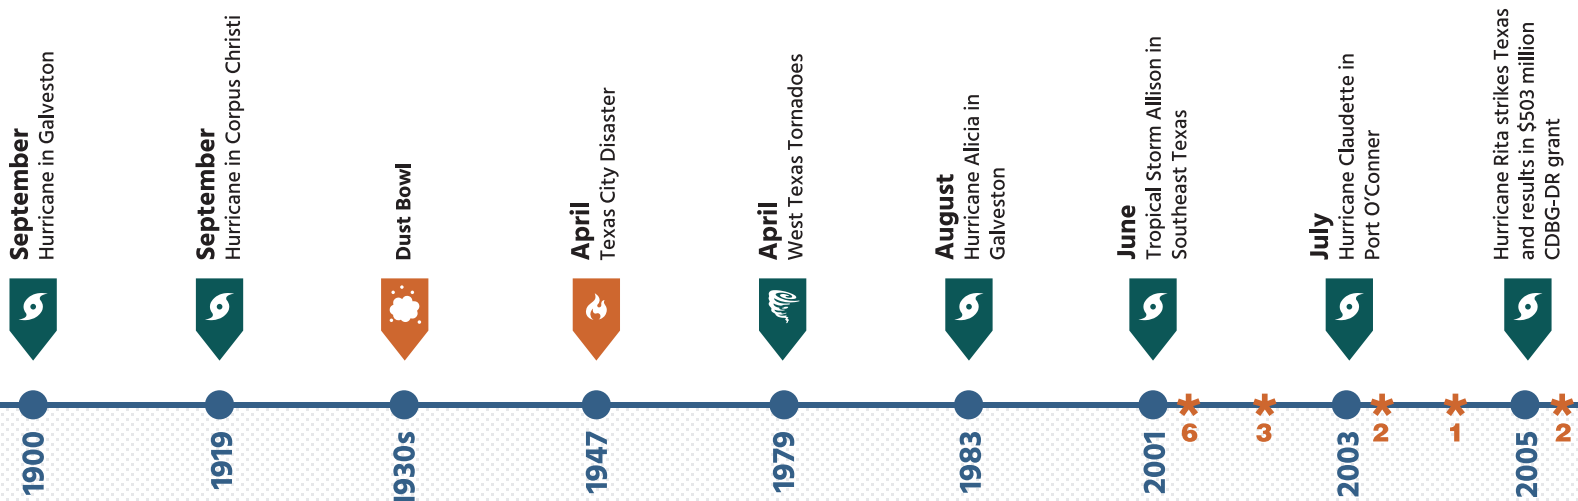 September
Hurricane in Galveston
1900
September
Hurricane in Corpus Christi
1919
Dust Bowl
1930s
April
Texas City Disaster
1947
April
West Texas Tornadoes
1979
August
Hurricane Alicia in
Galveston
1983
June
Tropical Storm Allison in
Southeast Texas
2001
* 6
* 3
July
Hurricane Claudette in
Port O’Conner
2003
* 2
* 1
Hurricane Rita strikes Texas
and results in $503 million
CDBG-DR grant
2005
* 2